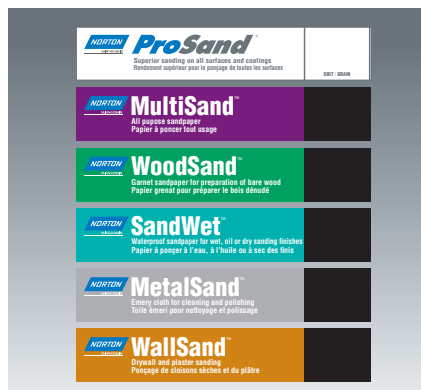 NORTON
ProSand
Superior sanding on all surfaces and coatings
Rendement supérieur pour le ponçage de toutes les surfaces
GRIT / GRAIN
NORTON
MultiSand™
All pupose sandpaper
Papier à poncer tout usage
NORTON
WoodSand™
Garnet sandpaper for preparation of bare wood
Papier grenat pour préparer le bois dénudé
NORTON
SandWet™
Waterproof sandpaper for wet, oil or dry sanding finishes
Papier à ponçer à l'eau, à l'huile ou à sec des finis
NORTON
MetalSand™
Emery cloth for cleaning and polishing
Toile émeri pour nettoyage et polissage
NORTON
WallSand™
Drywall and plaster sanding
Ponçage de cloisons sèches et du plâtre